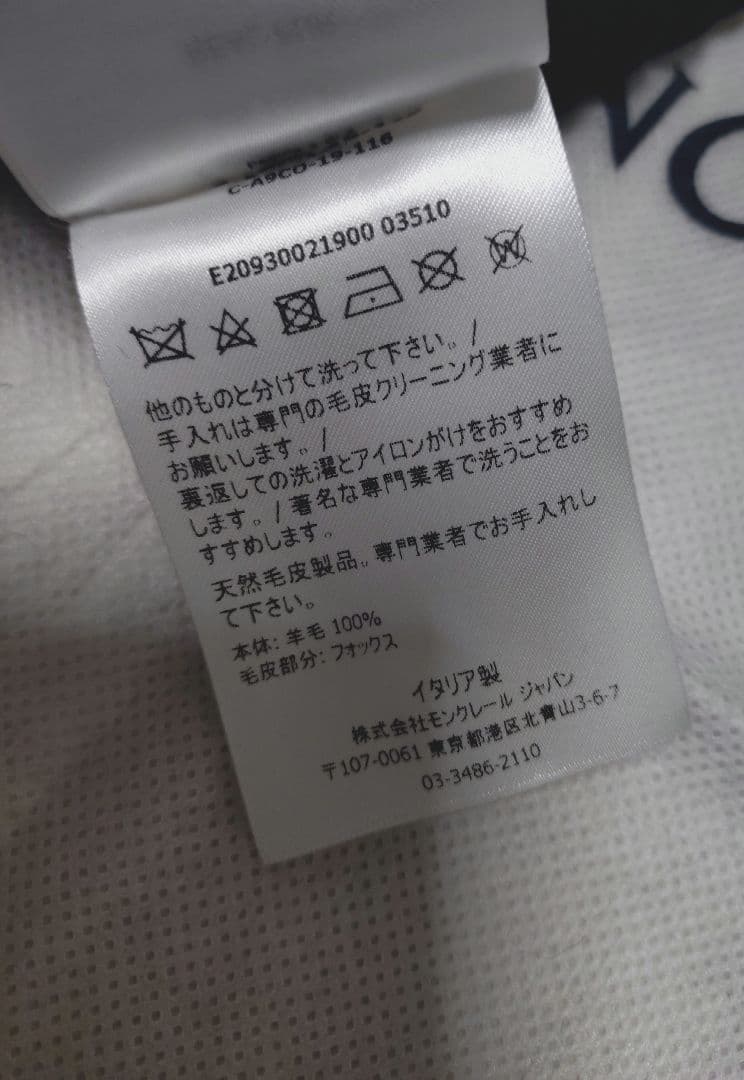 C-A9CO-19-116
E20930021900 03510
他のものと分けて洗って下さい。/
手入れは専門の毛皮クリーニング業者に
お願いします。/
裏返しての洗濯とアイロンがけをおすすめ
します。/著名な専門業者で洗うことをお
すすめします。
天然毛皮製品。専門業者でお手入れし
て下さい。
本体: 羊毛 100%
毛皮部分: フォックス
イタリア製
株式会社モンクレール ジャパン
〒107-0061 東京都港区北青山3-6-7
03-3486-2110